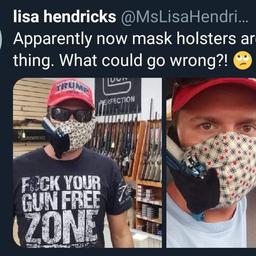 lisa hendricks @MsLisaHendri...
Apparently now mask holsters are
thing. What could go wrong?! 🙄
TRUMP
PERFECTION
F*CK YOUR
GUN FREE
ZONE